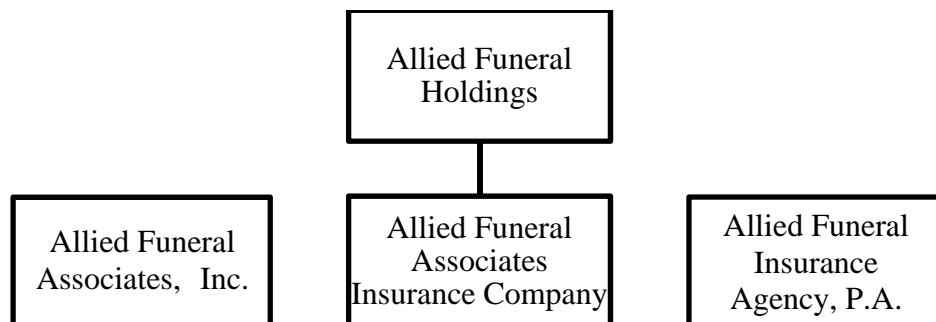 Allied Funeral
Holdings
Allied Funeral
Associates, Inc.
Allied Funeral
Associates
Insurance Company
Allied Funeral
Insurance
Agency, P.A.